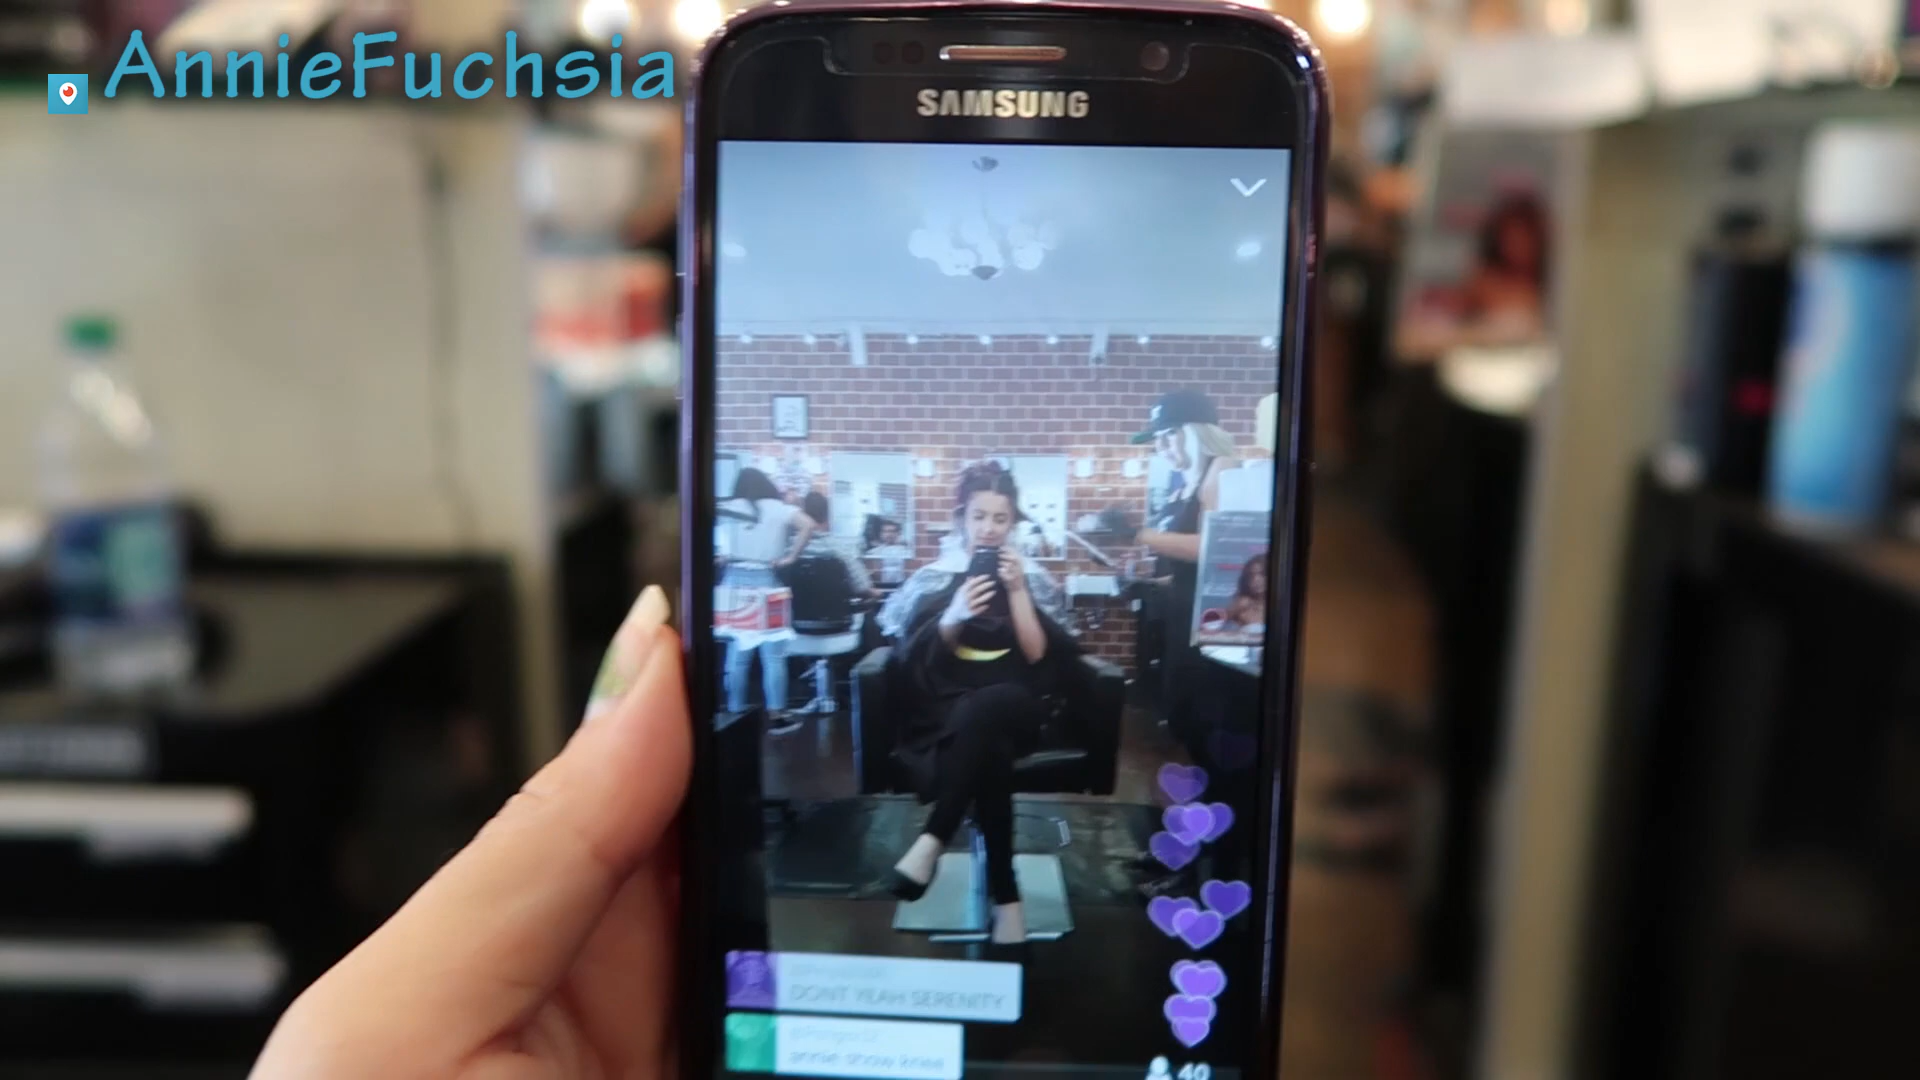 AnnieFuchsia
SAMSUNG
DONT YEAH SERENITY
annie show knee
40